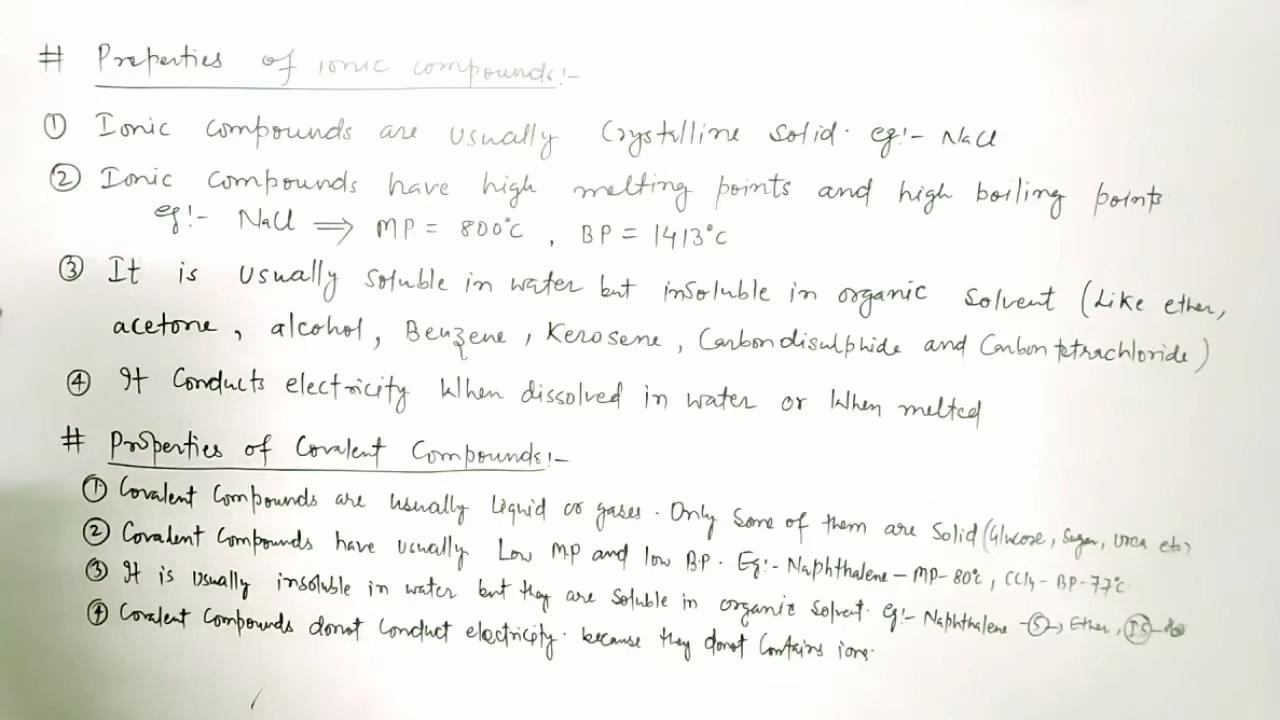 # Properties of ionic compounds:-
① Ionic compounds are usually Crystalline solid. eg:- NaCl
② Ionic compounds have high melting points and high boiling points.
eg:- NaCl ⇒ MP = 800°C , BP = 1413°C
③ It is usually soluble in water but insoluble in organic solvent (Like ether,
acetone, alcohol, Benzene, Kerosene, Carbondisulphide and Carbon tetrachloride)
④ It Conducts electricity When dissolved in water or When melted
# Properties of Covalent Compounds:-
① Covalent Compounds are usually liquid or gases. Only some of them are Solid (Glucose, Sugar, Urea etc)
② Covalent Compounds have usually Low M.P and low B.P. Eg:- Naphthalene - MP-80°C, CCl4 - BP-77°C
③ It is usually insoluble in water but they are soluble in organic solvent. eg:- Naphthalene -Ⓢ→ Ether, (IS)→
④ Covalent Compounds donot Conduct electricity. because they donot Contains ions.